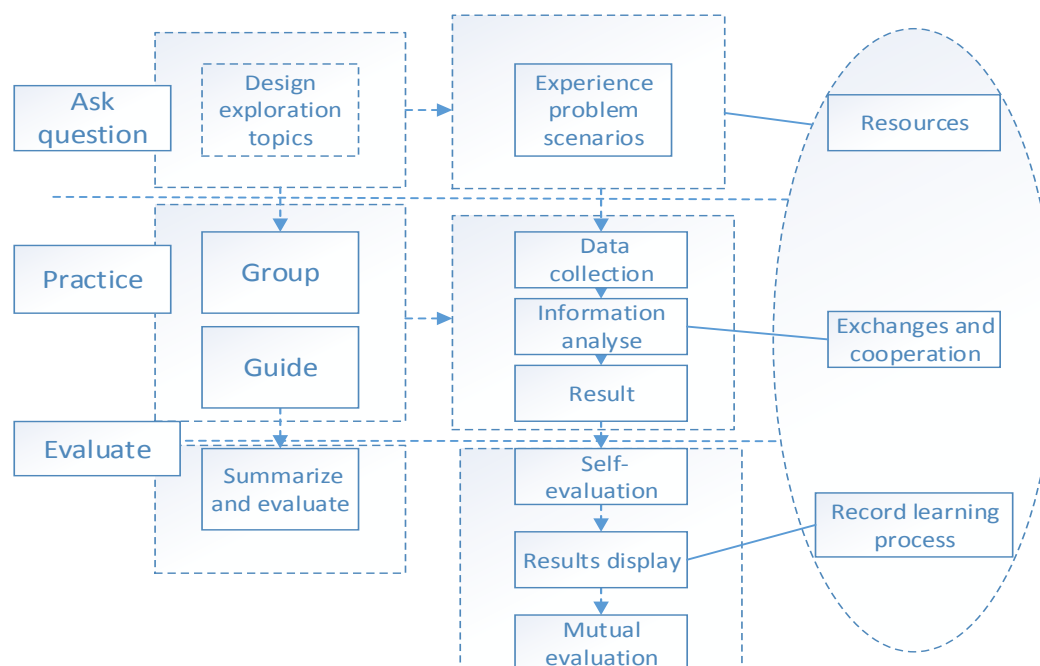 Ask
question
Design
exploration
topics
Experience
problem
scenarios
Resources
Practice
Group
Guide
Data
collection
Information
analyse
Result
Exchanges and
cooperation
Evaluate
Summarize
and evaluate
Self-
evaluation
Results display
Mutual
evaluation
Record learning
process